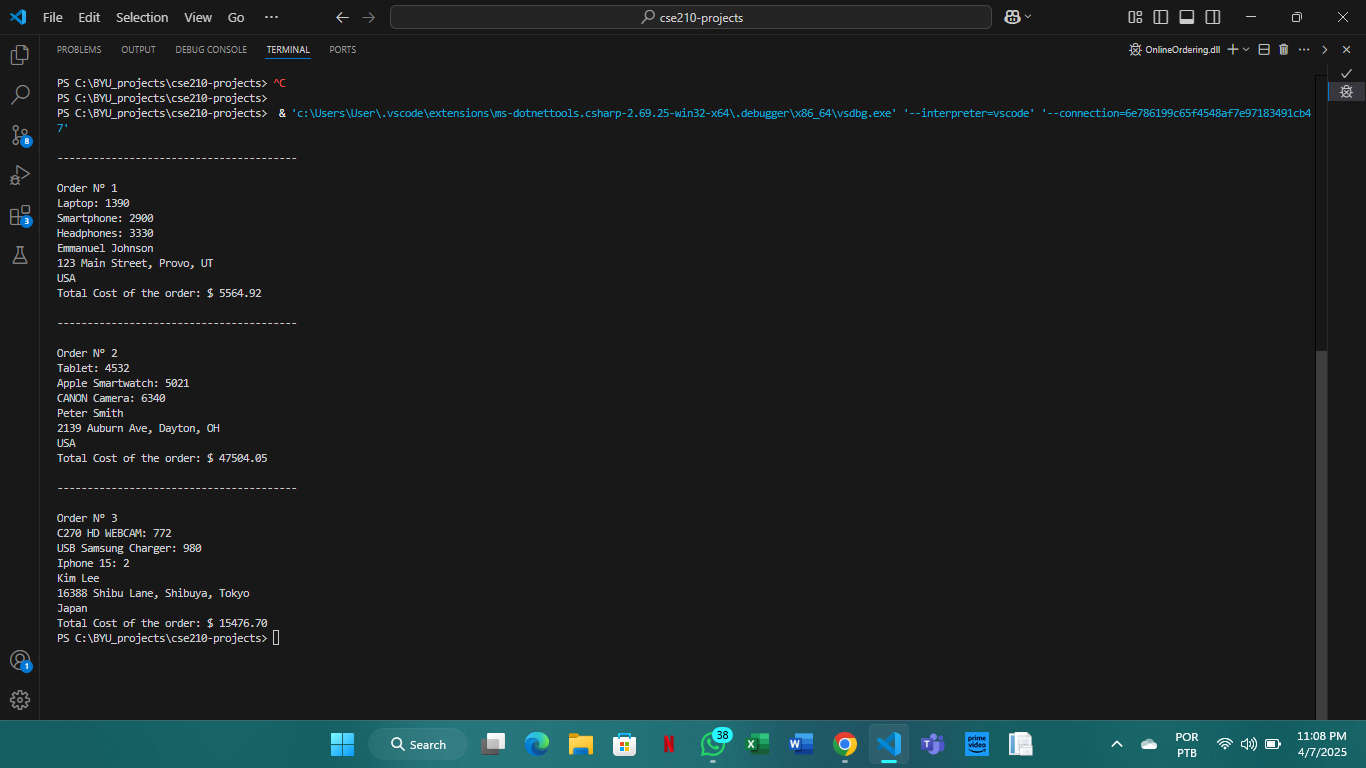 File Edit Selection View Go ··· cse210-projects
PROBLEMS OUTPUT DEBUG CONSOLE TERMINAL PORTS OnlineOrdering.dll
PS C:\BYU_projects\cse210-projects> ^C
PS C:\BYU_projects\cse210-projects>
PS C:\BYU_projects\cse210-projects>  & 'c:\Users\User\.vscode\extensions\ms-dotnettools.csharp-2.69.25-win32-x64\.debugger\x86_64\vsdbg.exe' '--interpreter=vscode' '--connection=6e786199c65f4548af7e97183491cb4
7'
----------------------------------------
Order Nº 1
Laptop: 1390
Smartphone: 2900
Headphones: 3330
Emmanuel Johnson
123 Main Street, Provo, UT
USA
Total Cost of the order: $ 5564.92
----------------------------------------
Order Nº 2
Tablet: 4532
Apple Smartwatch: 5021
CANON Camera: 6340
Peter Smith
2139 Auburn Ave, Dayton, OH
USA
Total Cost of the order: $ 47504.05
----------------------------------------
Order Nº 3
C270 HD WEBCAM: 772
USB Samsung Charger: 980
Iphone 15: 2
Kim Lee
16388 Shibu Lane, Shibuya, Tokyo
Japan
Total Cost of the order: $ 15476.70
PS C:\BYU_projects\cse210-projects>
8
3
1
Search
38
prime video
POR
PTB
11:08 PM
4/7/2025